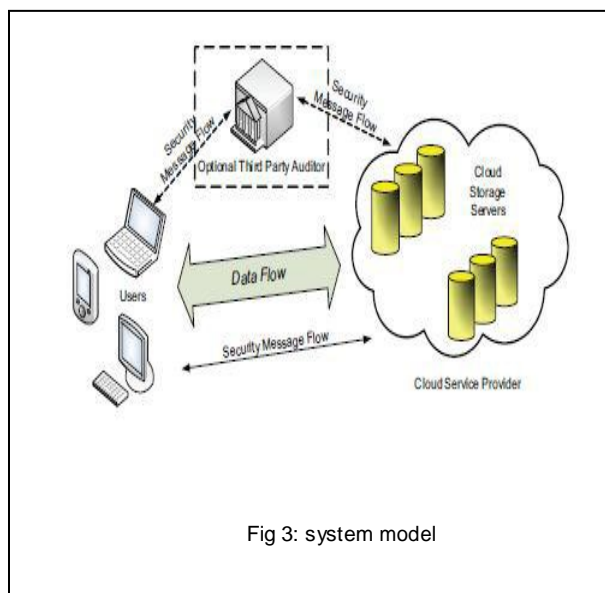 Security
Message Flow
Security
Message Flow
Optional Third Party Auditor
Cloud
Storage
Servers
Users
Data Flow
Security Message Flow
Cloud Service Provider
Fig 3: system model